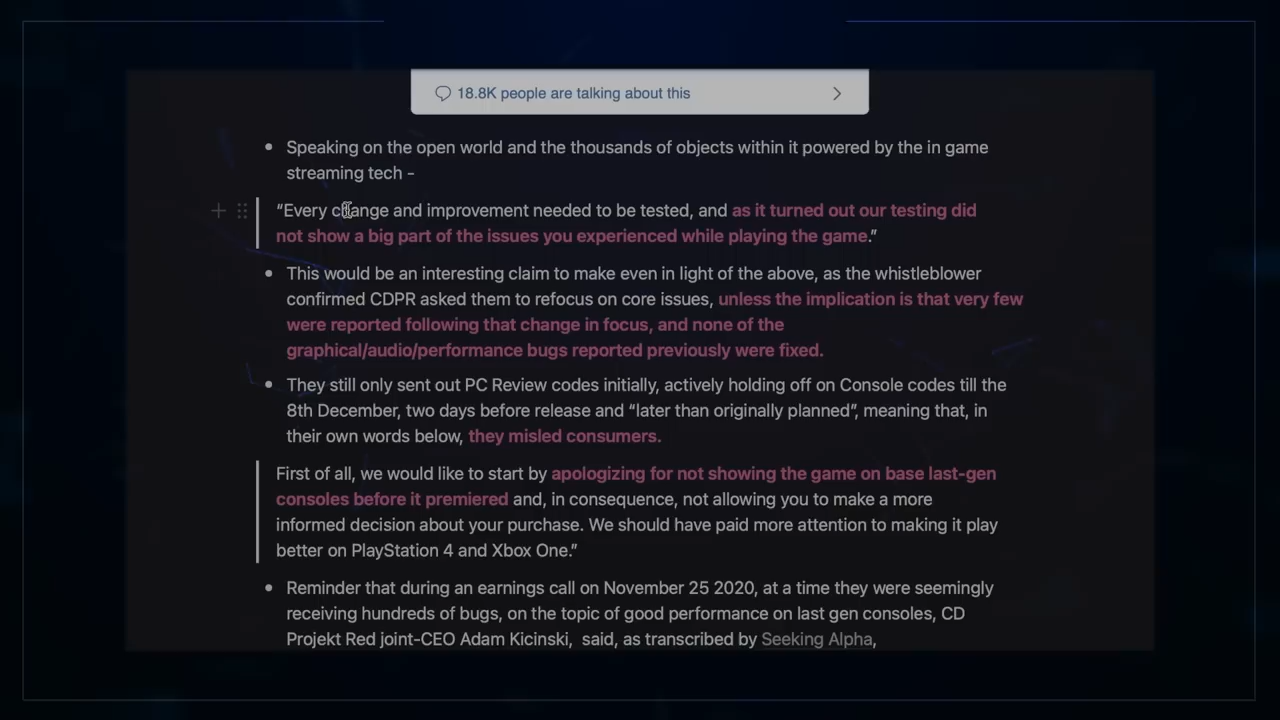 18.8K people are talking about this
Speaking on the open world and the thousands of objects within it powered by the in game
streaming tech -
"Every change and improvement needed to be tested, and as it turned out our testing did
not show a big part of the issues you experienced while playing the game."
This would be an interesting claim to make even in light of the above, as the whistleblower
confirmed CDPR asked them to refocus on core issues, unless the implication is that very few
were reported following that change in focus, and none of the
graphical/audio/performance bugs reported previously were fixed.
They still only sent out PC Review codes initially, actively holding off on Console codes till the
8th December, two days before release and “later than originally planned”, meaning that, in
their own words below, they misled consumers.
First of all, we would like to start by apologizing for not showing the game on base last-gen
consoles before it premiered and, in consequence, not allowing you to make a more
informed decision about your purchase. We should have paid more attention to making it play
better on PlayStation 4 and Xbox One.”
Reminder that during an earnings call on November 25 2020, at a time they were seemingly
receiving hundreds of bugs, on the topic of good performance on last gen consoles, CD
Projekt Red joint-CEO Adam Kicinski,  said, as transcribed by Seeking Alpha,